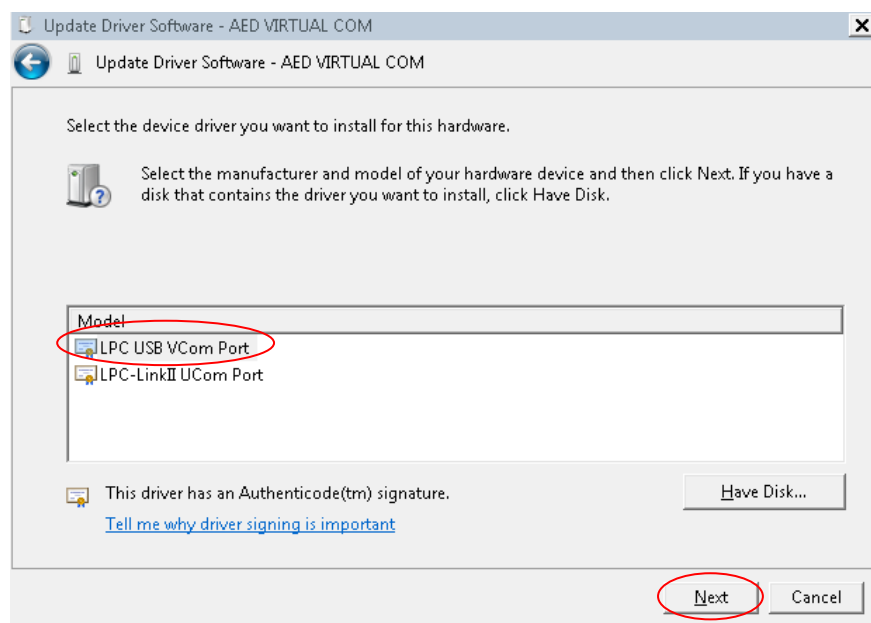 Update Driver Software - AED VIRTUAL COM
Update Driver Software - AED VIRTUAL COM
Select the device driver you want to install for this hardware.
Select the manufacturer and model of your hardware device and then click Next. If you have a
disk that contains the driver you want to install, click Have Disk.
Model
LPC USB VCom Port
LPC-LinkII UCom Port
This driver has an Authenticode(tm) signature.
Have Disk...
Tell me why driver signing is important
Next
Cancel